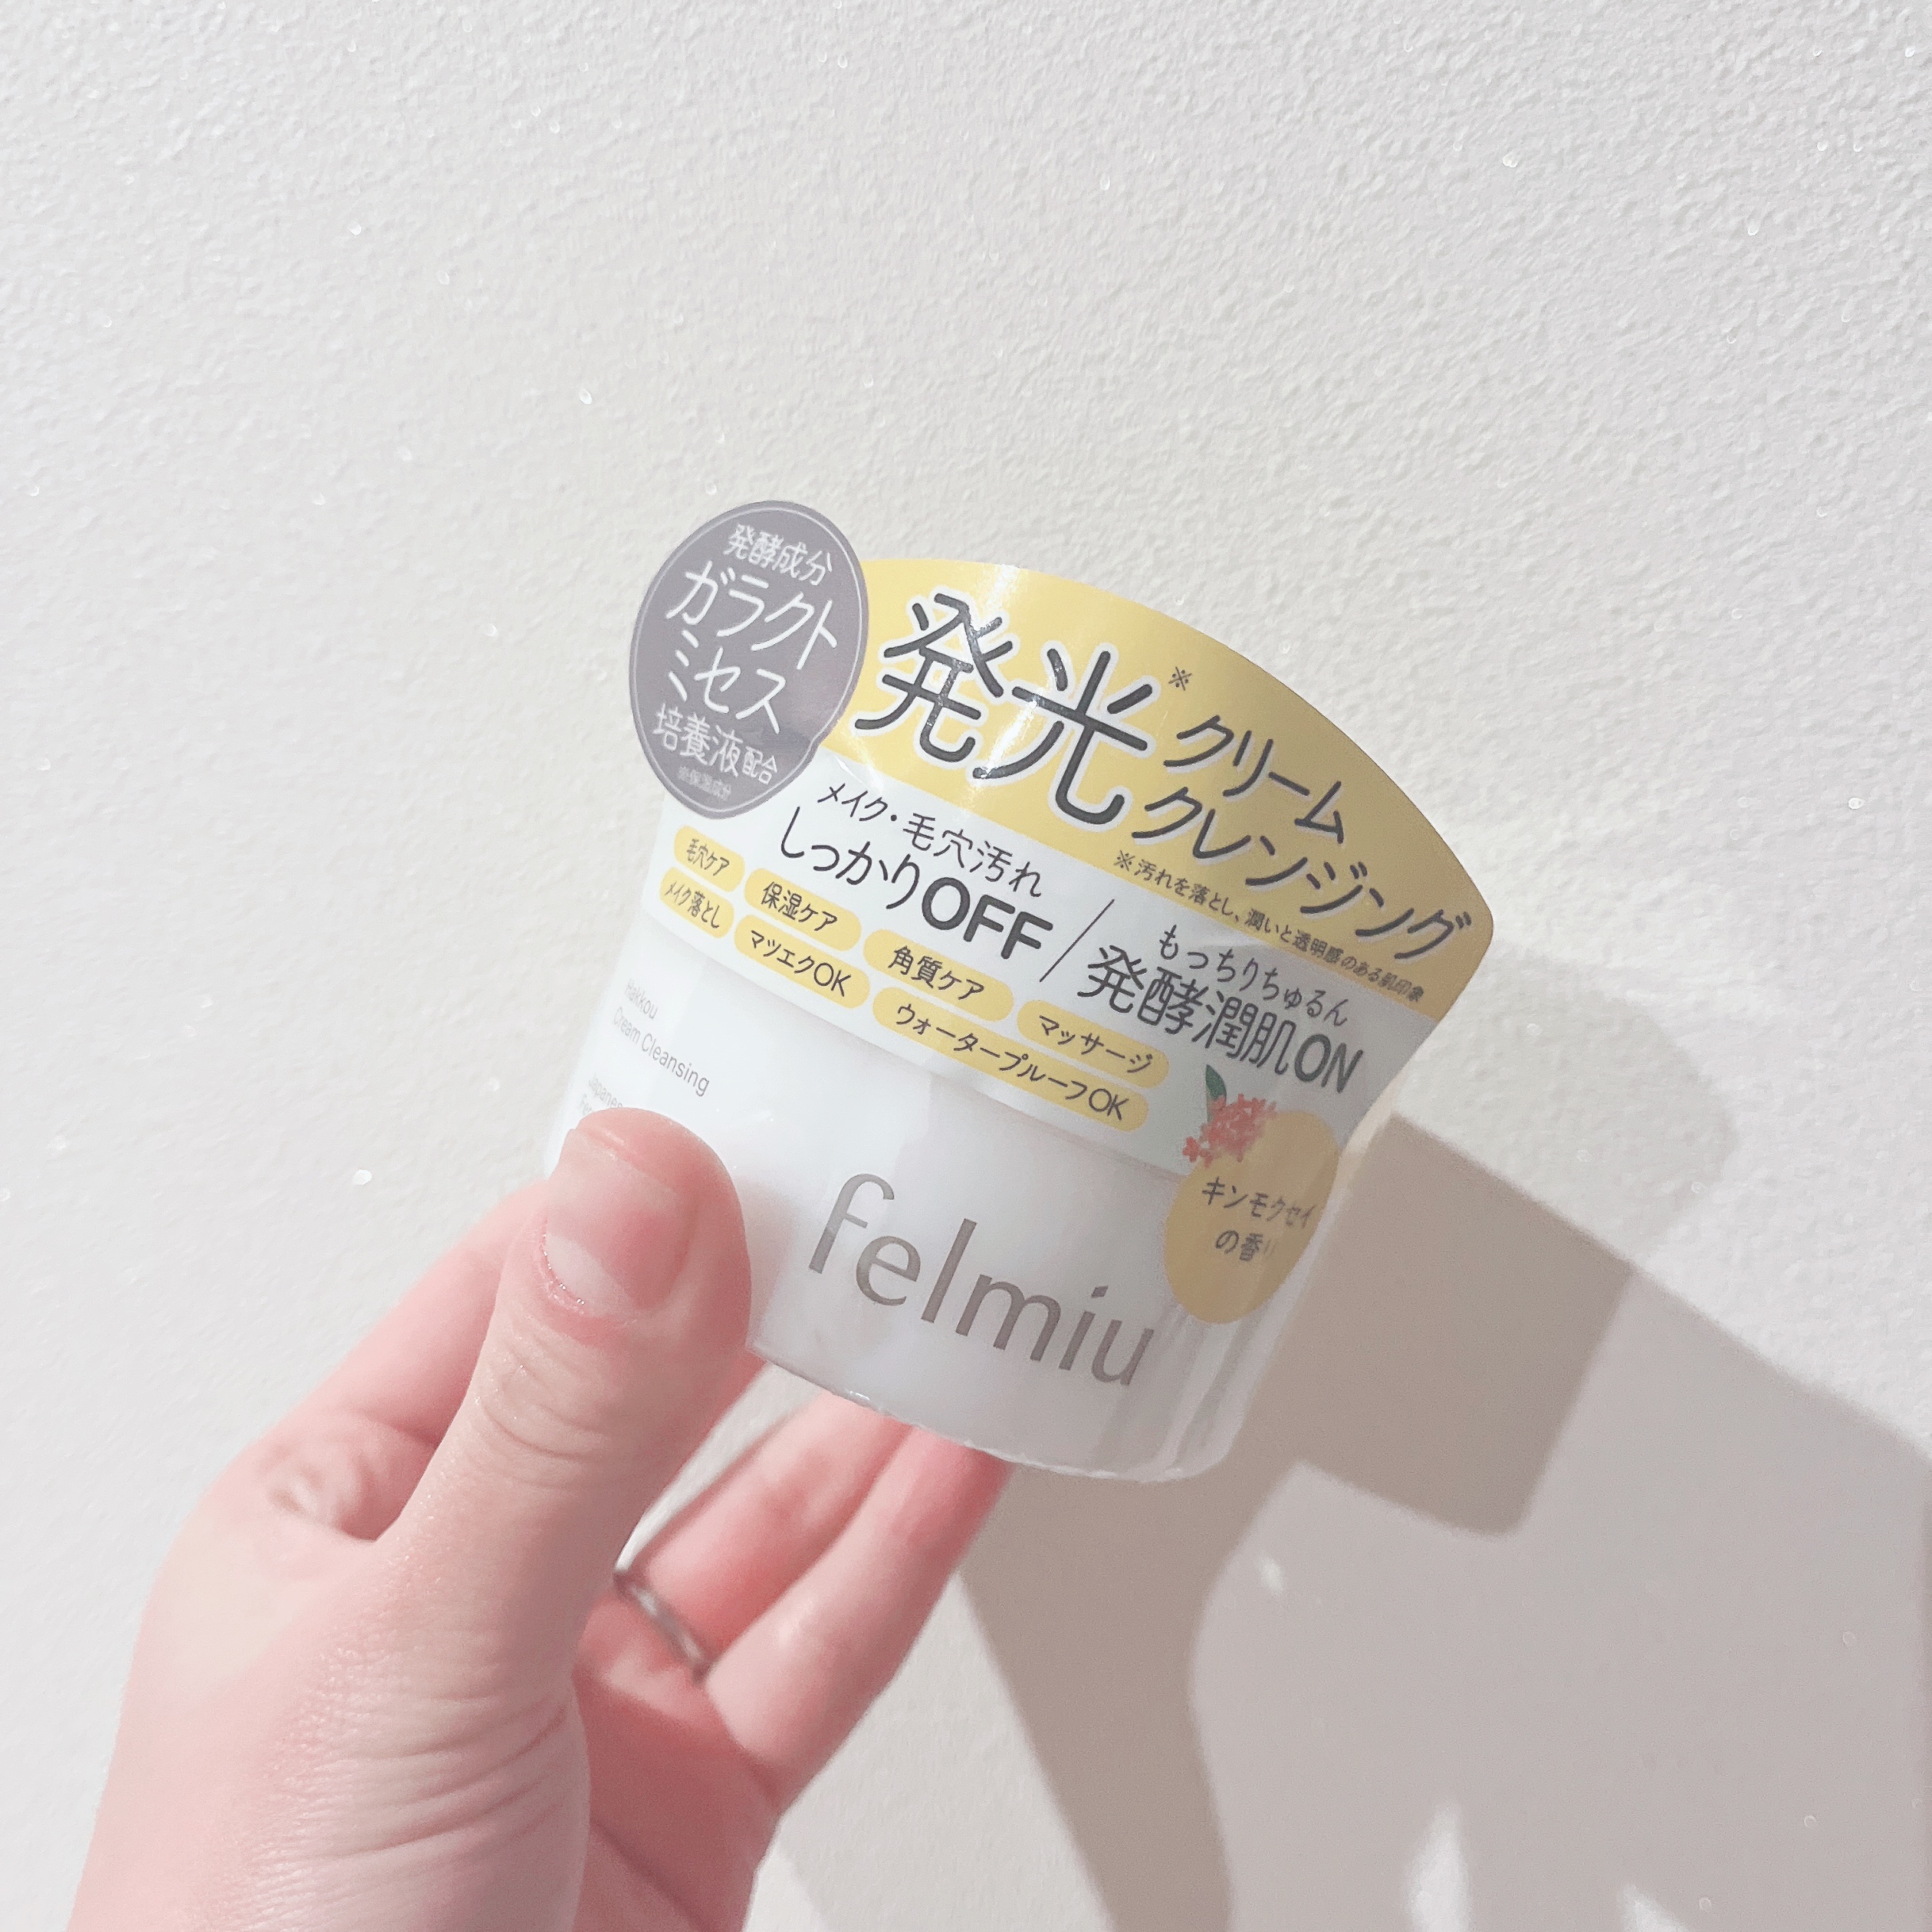 発酵成分
ガラクト
ミセス
培養液配合
発光※
クリーム
クレンジング
※汚れを落とし、潤いと透明感のある肌印象
メイク・毛穴汚れ
しっかりOFF
もっちりちゅるん
発酵潤肌ON
毛穴ケア 保湿ケア 角質ケア マッサージ
メイク落とし マツエクOK ウォータープルーフOK
Hakkou
Cream Cleansing
キンモクセイ
の香り
felmiu